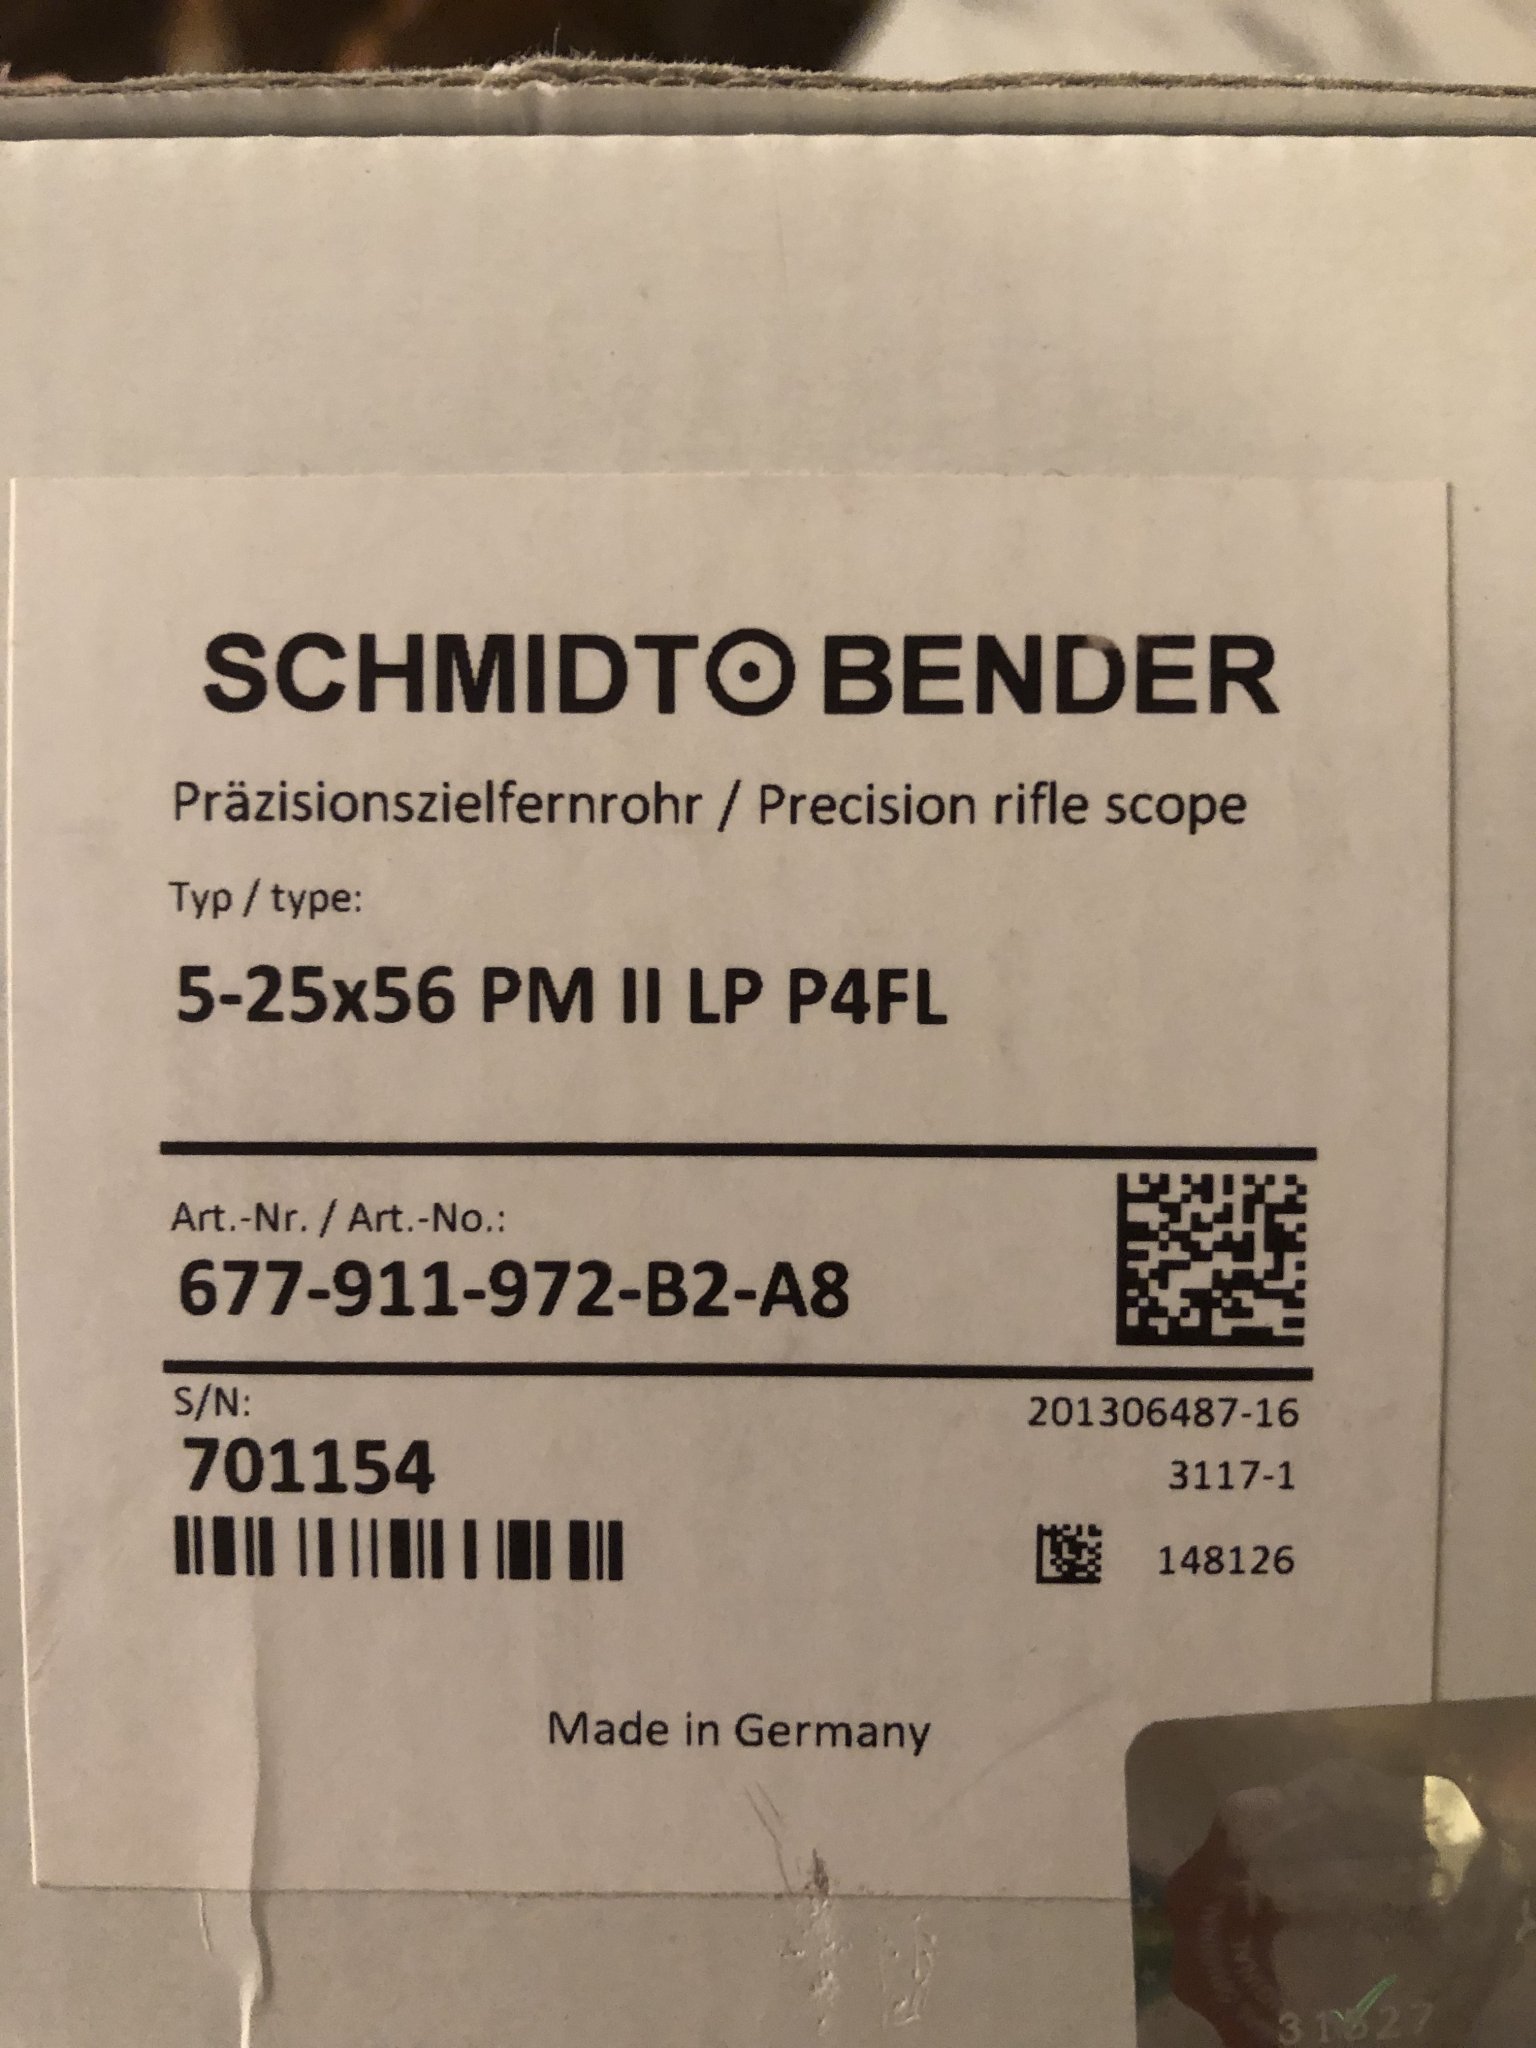 SCHMIDT BENDER
Präzisionszielfernrohr / Precision rifle scope
Typ / type:
5-25x56 PM II LP P4FL
Art.-Nr. / Art.-No.:
677-911-972-B2-A8
S/N:
701154
201306487-16
3117-1
148126
Made in Germany